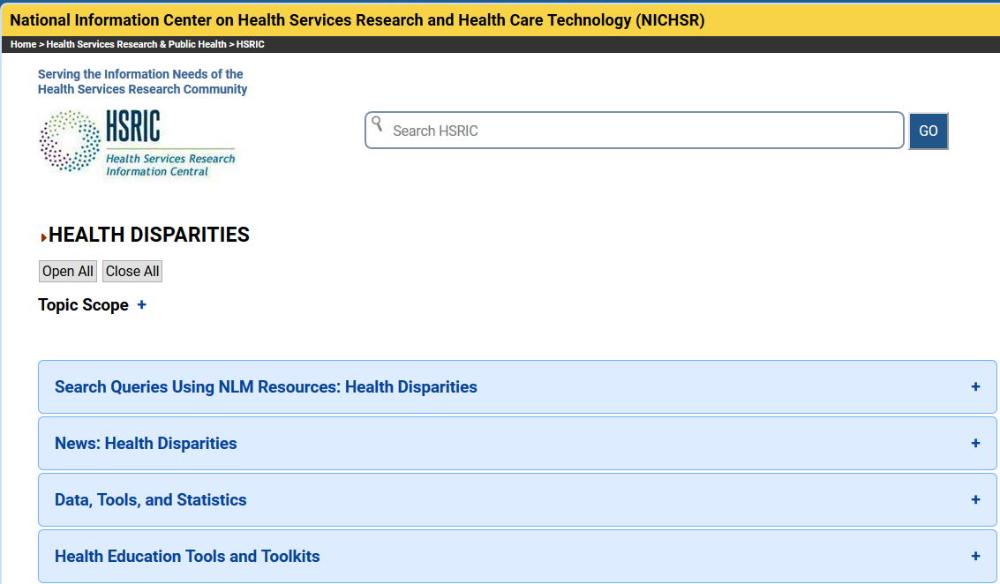 National Information Center on Health Services Research and Health Care Technology (NICHSR)
Home > Health Services Research & Public Health > HSRIC
Serving the Information Needs of the
Health Services Research Community
HSRIC
Health Services Research
Information Central
Search HSRIC
GO
HEALTH DISPARITIES
Open All Close All
Topic Scope +
Search Queries Using NLM Resources: Health Disparities +
News: Health Disparities +
Data, Tools, and Statistics +
Health Education Tools and Toolkits +